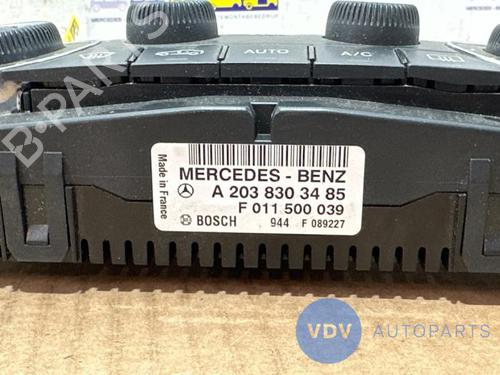 AUTO
A/C
B-PARTS
Made in France
MERCEDES - BENZ
A 203 830 34 85
F 011 500 039
BOSCH 944 F 089227
VDV AUTOPARTS